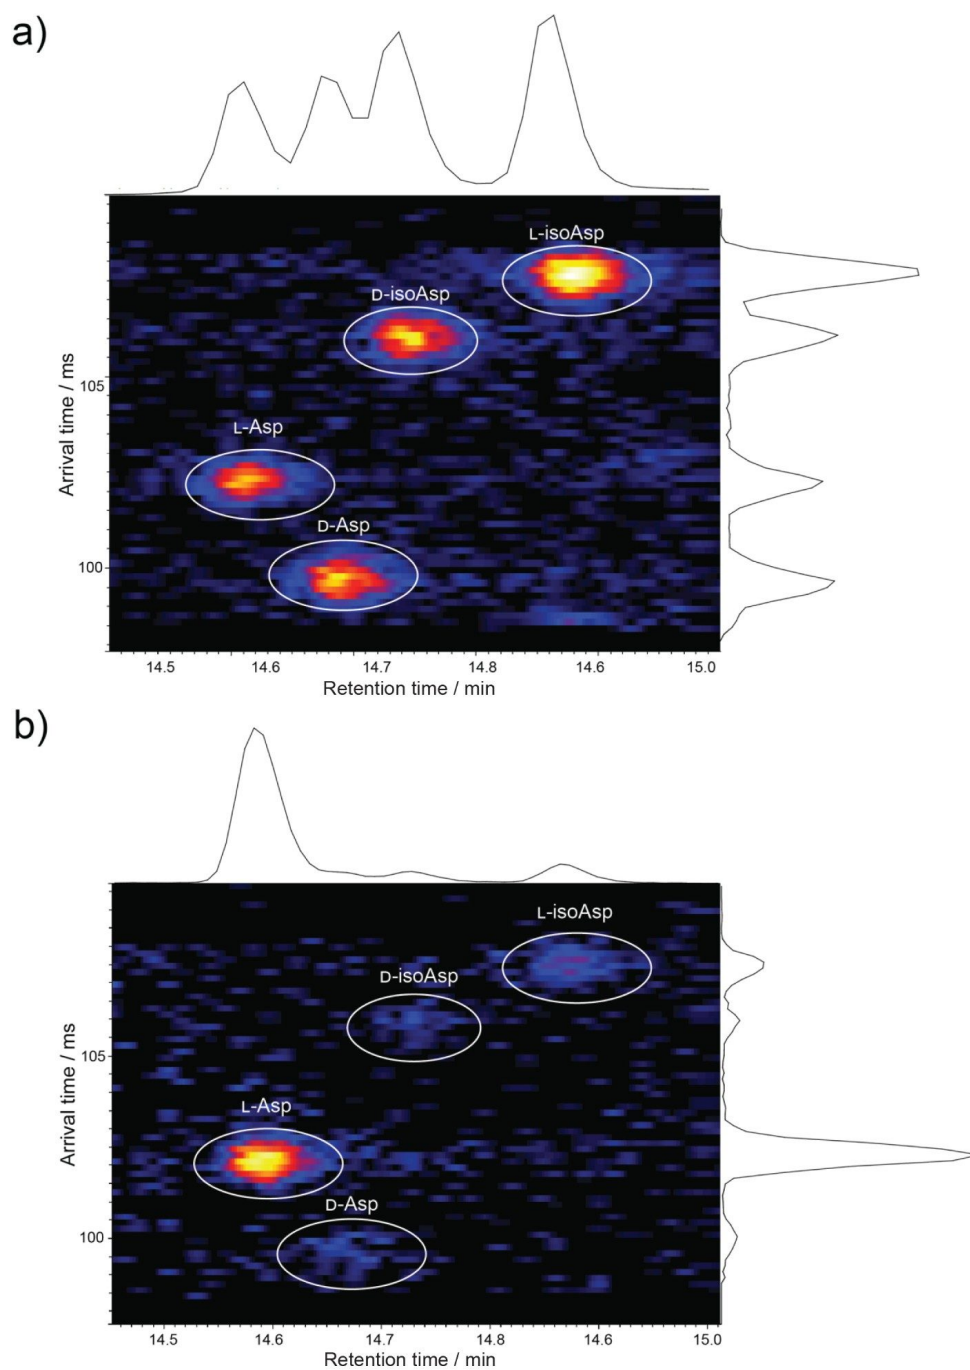 a)
L-isoAsp
D-isoAsp
105
L-Asp
D-Asp
100
Arrival time / ms
14.5 14.6 14.7 14.8 14.6 15.0
Retention time / min
b)
L-isoAsp
D-isoAsp
105
L-Asp
D-Asp
100
Arrival time / ms
14.5 14.6 14.7 14.8 14.6 15.0
Retention time / min